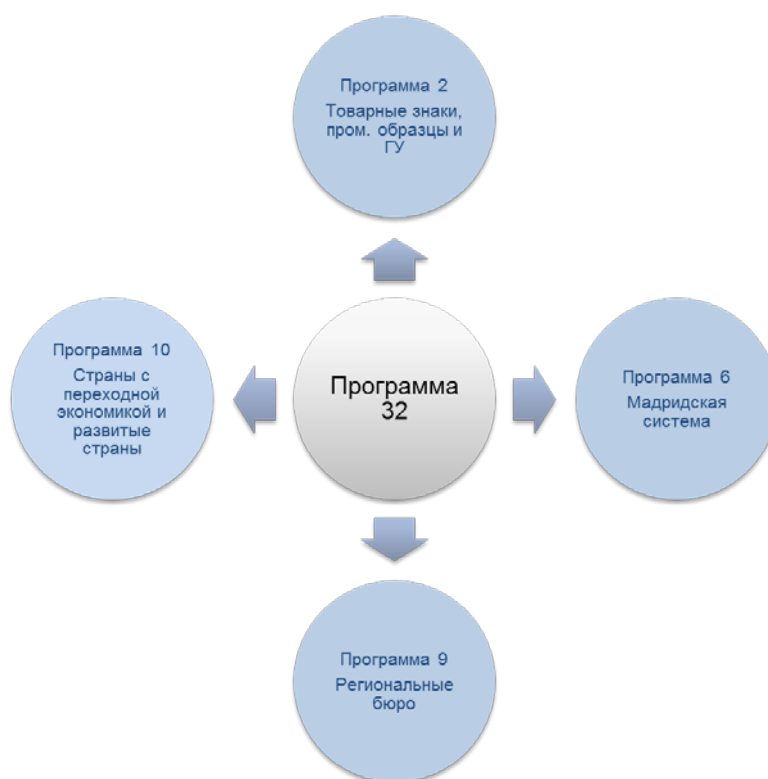 Программа 2
Товарные знаки,
пром. образцы и
ГУ
Программа 10
Страны с
переходной
экономикой и
развитые
страны
Программа
32
Программа 6
Мадридская
система
Программа 9
Региональные
бюро